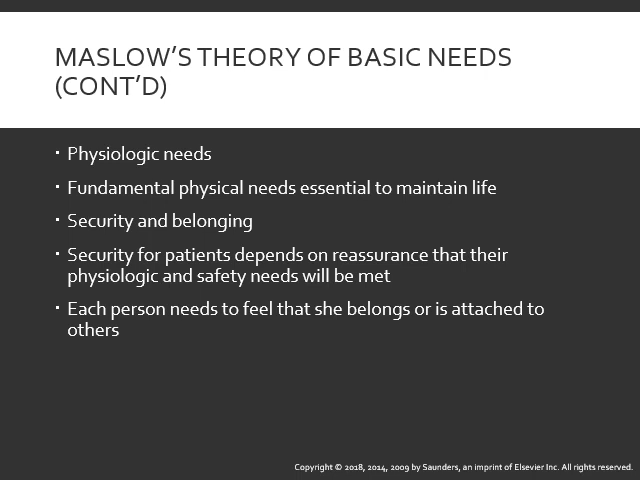 MASLOW’S THEORY OF BASIC NEEDS
(CONT’D)
▪ Physiologic needs
▪ Fundamental physical needs essential to maintain life
▪ Security and belonging
▪ Security for patients depends on reassurance that their
physiologic and safety needs will be met
▪ Each person needs to feel that she belongs or is attached to
others
Copyright © 2018, 2014, 2009 by Saunders, an imprint of Elsevier Inc. All rights reserved.